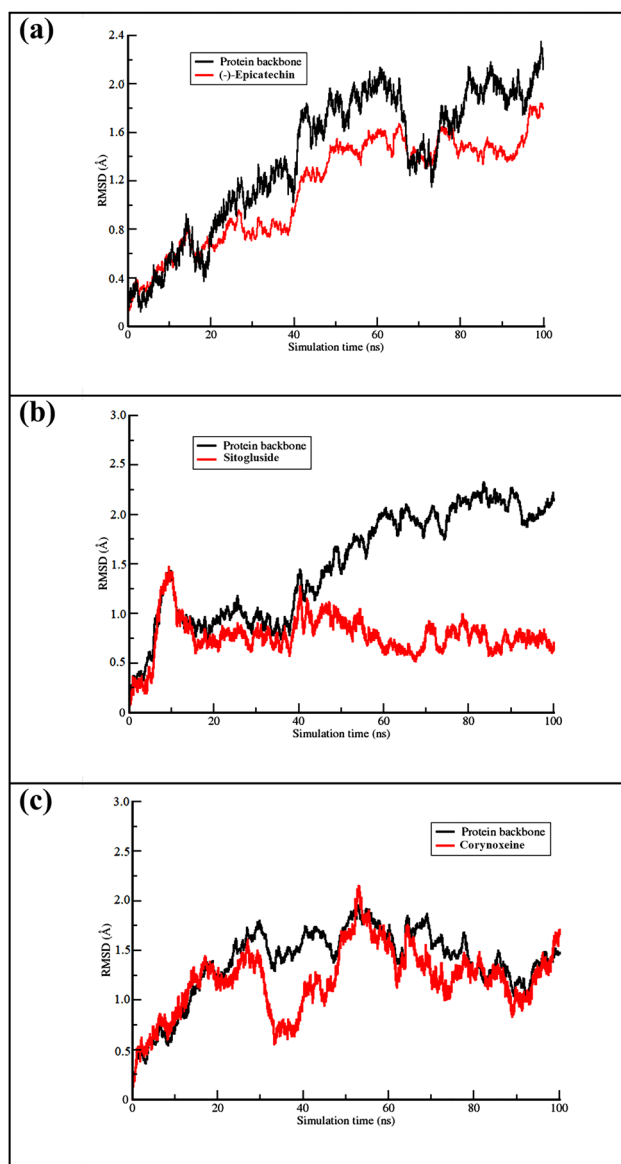 (a)
Protein backbone
(-)-Epicatechin
RMSD (Å)
2.4
2.0
1.6
1.2
0.8
0.4
0
0 20 40 60 80 100
Simulation time (ns)
(b)
Protein backbone
Sitogluside
RMSD (Å)
3.0
2.5
2.0
1.5
1.0
0.5
0
0 20 40 60 80 100
Simulation time (ns)
(c)
Protein backbone
Corynoxeine
RMSD (Å)
3.0
2.5
2.0
1.5
1.0
0.5
0
0 20 40 60 80 100
Simulation time (ns)